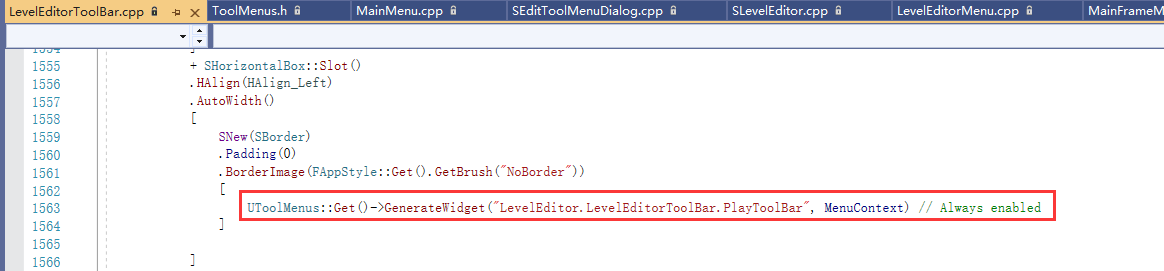 LevelEditorToolBar.cpp ToolMenus.h MainMenu.cpp SEditToolMenuDialog.cpp SLevelEditor.cpp LevelEditorMenu.cpp MainFrameM
1554 ]
1555 + SHorizontalBox::Slot()
1556 .HAlign(HAlign_Left)
1557 .AutoWidth()
1558 [
1559 SNew(SBorder)
1560 .Padding(0)
1561 .BorderImage(FAppStyle::Get().GetBrush("NoBorder"))
1562 [
1563 UToolMenus::Get()->GenerateWidget("LevelEditor.LevelEditorToolBar.PlayToolBar", MenuContext) // Always enabled
1564 ]
1565
1566 ]